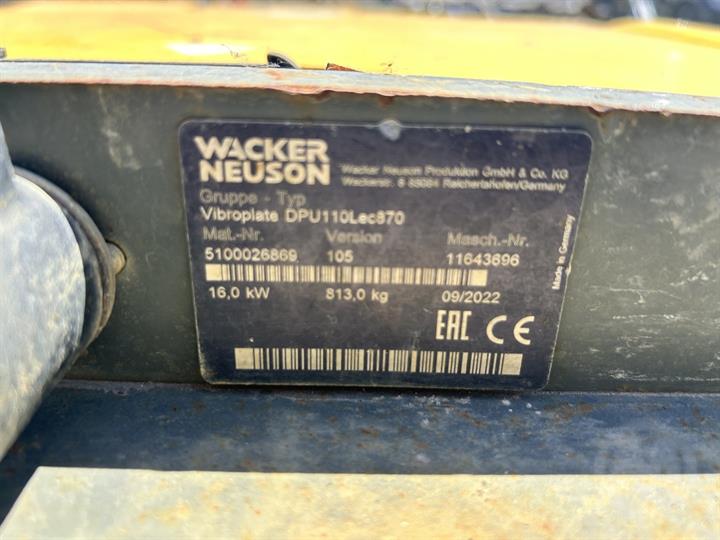 WACKER
NEUSON
Wacker Neuson Produktion GmbH & Co. KG
Wackerstr. 6 85084 Reichertshofen/Germany
Gruppe - Typ
Vibroplate DPU110Lec870
Mat.-Nr. Version Masch.-Nr.
5100026869 105 11643696
16,0 kW 813,0 kg 09/2022
EAC CE
Made in Germany